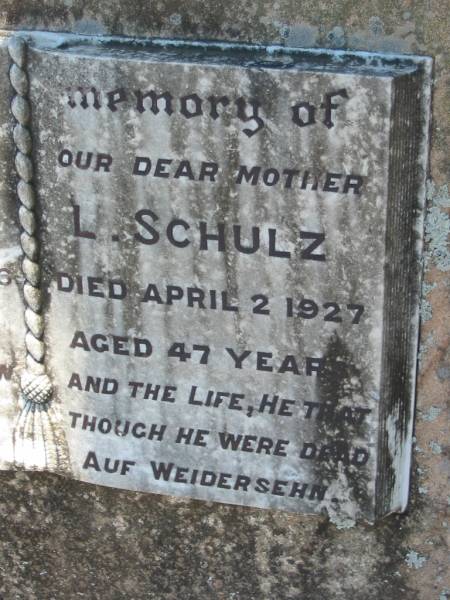 memory of
OUR DEAR MOTHER
L. SCHULZ
DIED APRIL 2 1927
AGED 47 YEARS
AND THE LIFE, HE THAT
THOUGH HE WERE DEAD
AUF WEIDERSEHN.